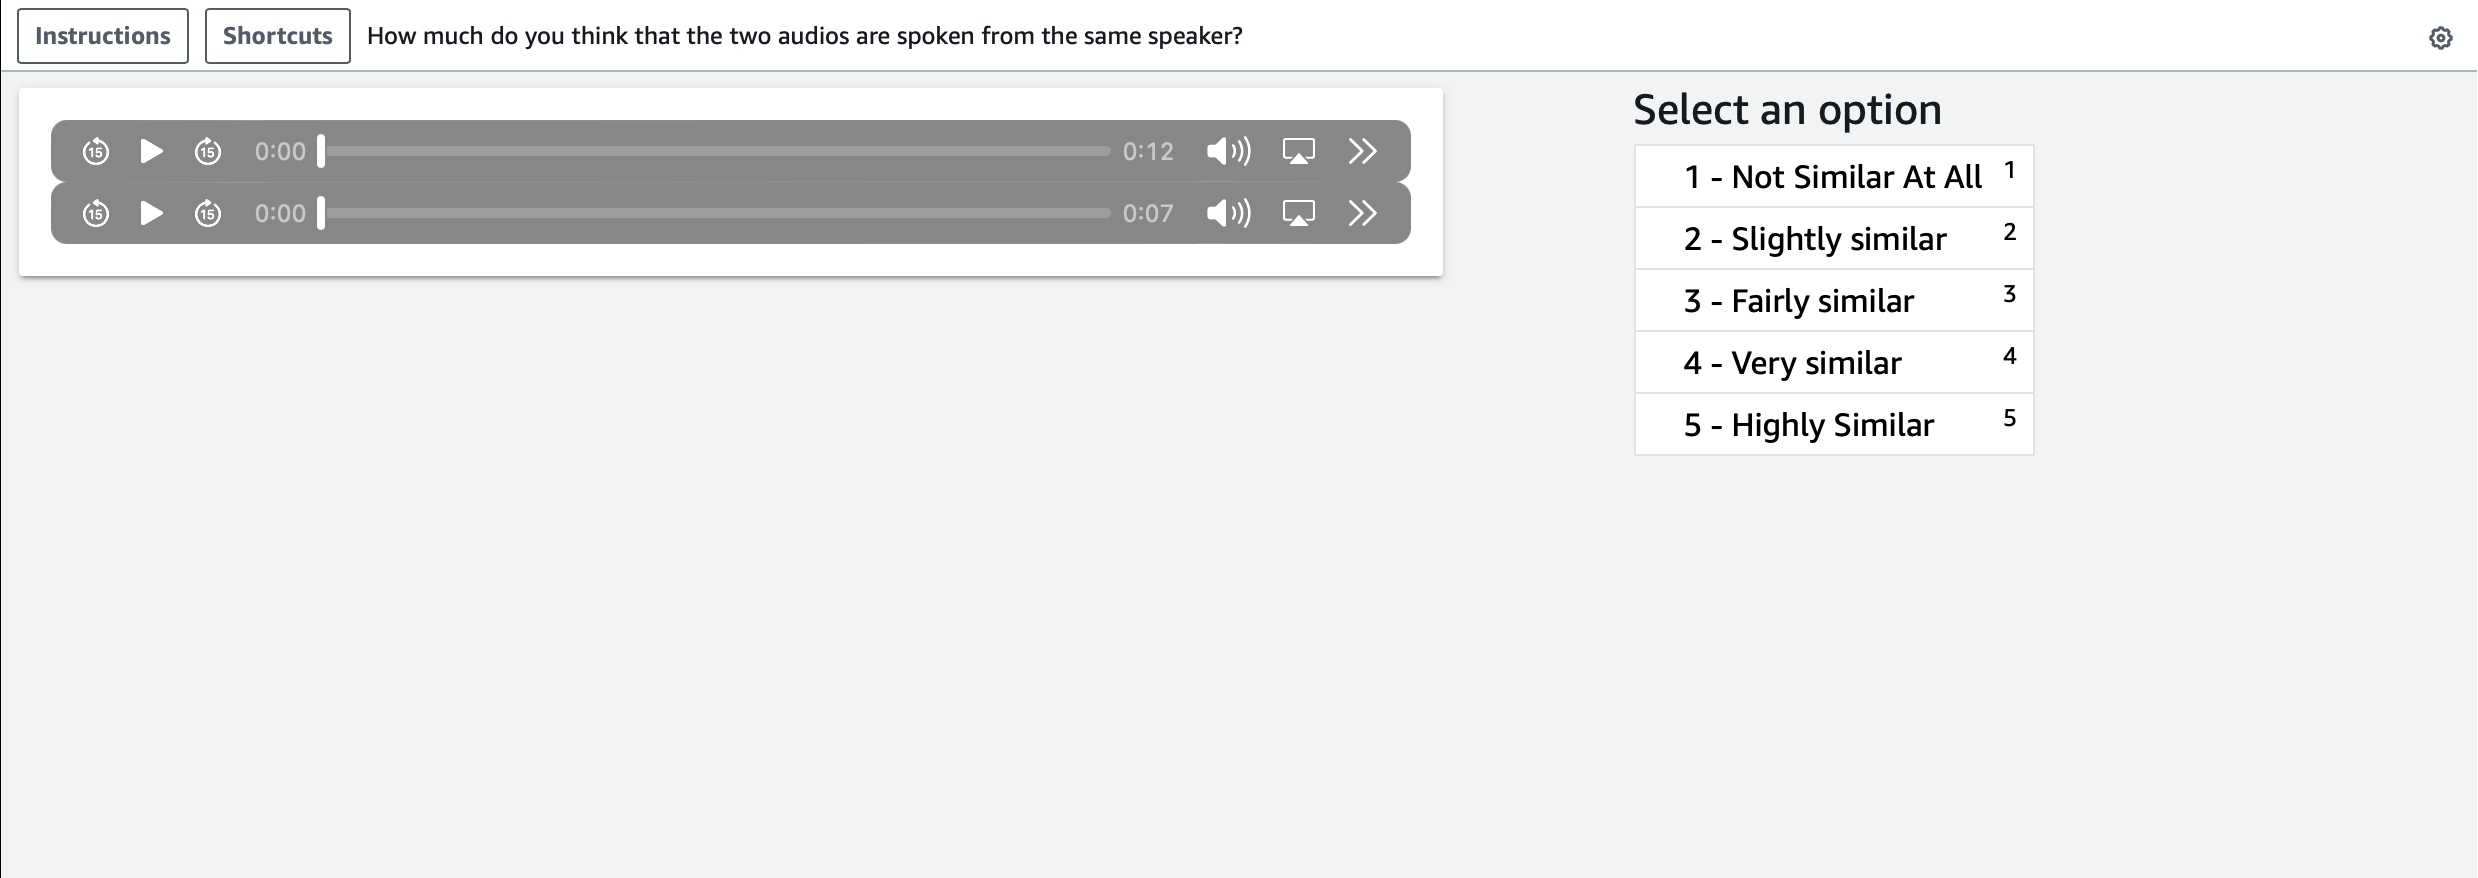 Instructions
Shortcuts
How much do you think that the two audios are spoken from the same speaker?
15 15 0:00 0:12
15 15 0:00 0:07
Select an option
1 - Not Similar At All 1
2 - Slightly similar 2
3 - Fairly similar 3
4 - Very similar 4
5 - Highly Similar 5